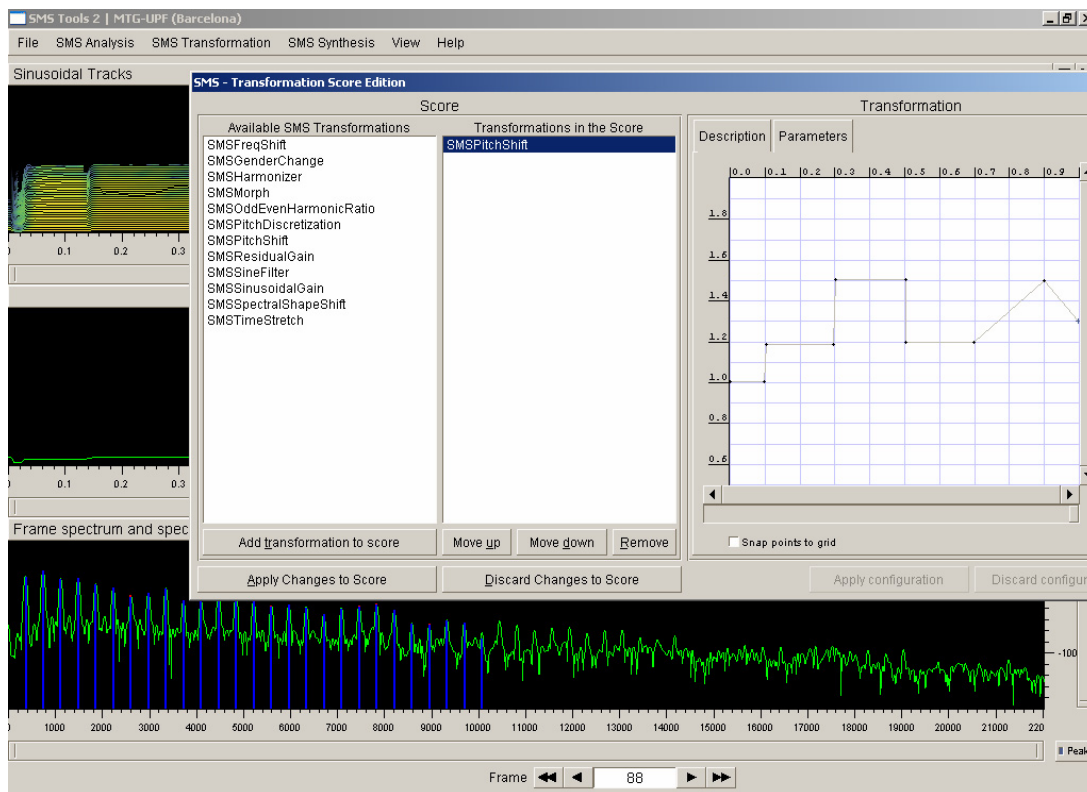 SMS Tools 2 | MTG-UPF (Barcelona)
File SMS Analysis SMS Transformation SMS Synthesis View Help
Sinusoidal Tracks
0.1 0.2 0.3
SMS - Transformation Score Edition
Score
Available SMS Transformations
SMSFreqShift
SMSGenderChange
SMSHarmonizer
SMSMorph
SMSOddEvenHarmonicRatio
SMSPitchDiscretization
SMSPitchShift
SMSResidualGain
SMSSineFilter
SMSSinusoidalGain
SMSSpectralShapeShift
SMSTimeStretch
Transformations in the Score
SMSPitchShift
Add transformation to score
Move up Move down Remove
Apply Changes to Score Discard Changes to Score
Transformation
Description Parameters
0.0 0.1 0.2 0.3 0.4 0.5 0.6 0.7 0.8 0.9
1.8
1.6
1.4
1.2
1.0
0.8
0.6
Snap points to grid
Apply configuration Discard configur
0.1 0.2 0.3
Frame spectrum and spec
-100
1000 2000 3000 4000 5000 6000 7000 8000 9000 10000 11000 12000 13000 14000 15000 16000 17000 18000 19000 20000 21000 220
Peak
Frame 88